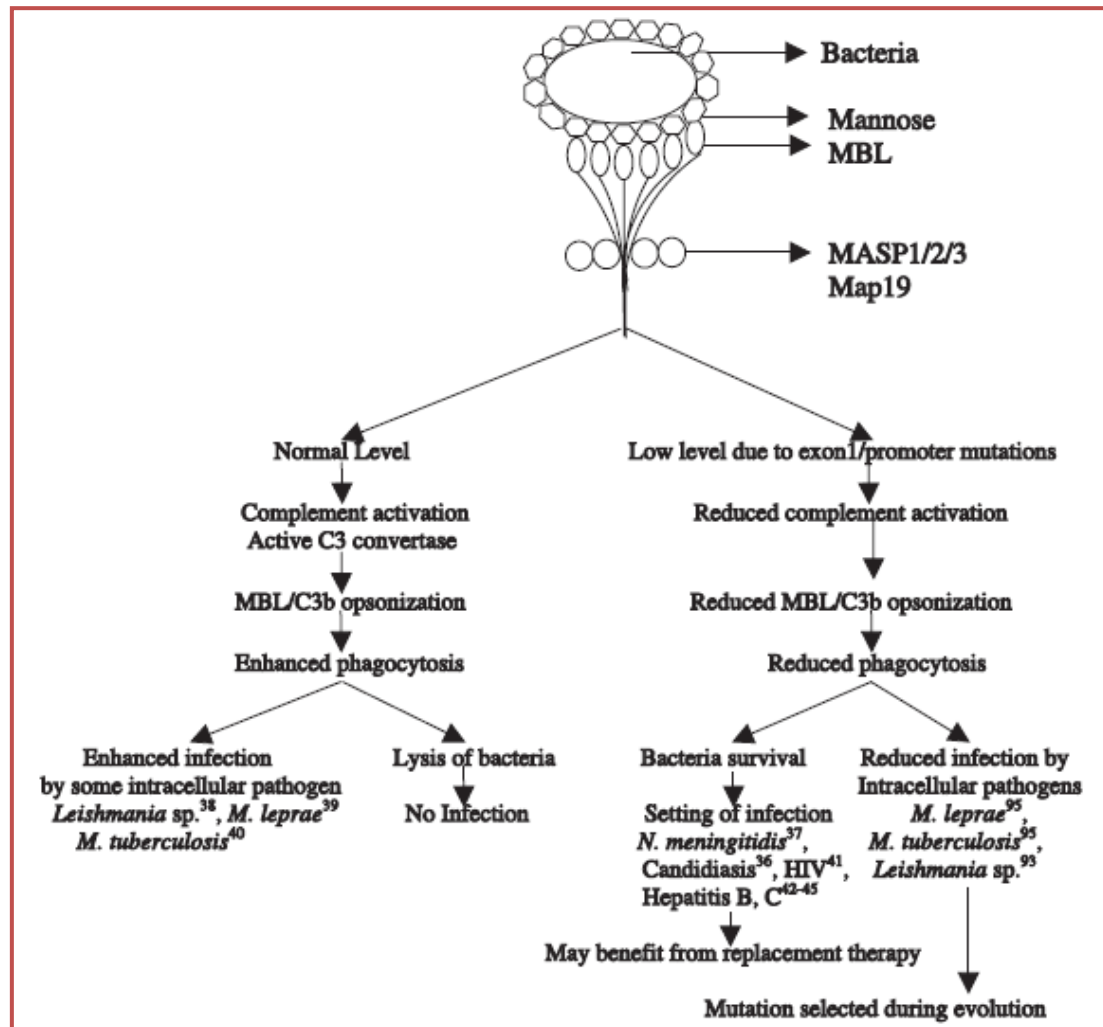 Bacteria
Mannose
MBL
MASP1/2/3
Map19
Normal Level
Complement activation
Active C3 convertase
MBL/C3b opsonization
Enhanced phagocytosis
Enhanced infection
by some intracellular pathogen
Leishmania sp.38, M. leprae39
M. tuberculosis40
Lysis of bacteria
No Infection
Low level due to exon1/promoter mutations
Reduced complement activation
Reduced MBL/C3b opsonization
Reduced phagocytosis
Bacteria survival
Setting of infection
N. meningitidis37,
Candidiasis36, HIV41,
Hepatitis B, C42-45
May benefit from replacement therapy
Reduced infection by
Intracellular pathogens
M. leprae95,
M. tuberculosis95,
Leishmania sp.93
Mutation selected during evolution